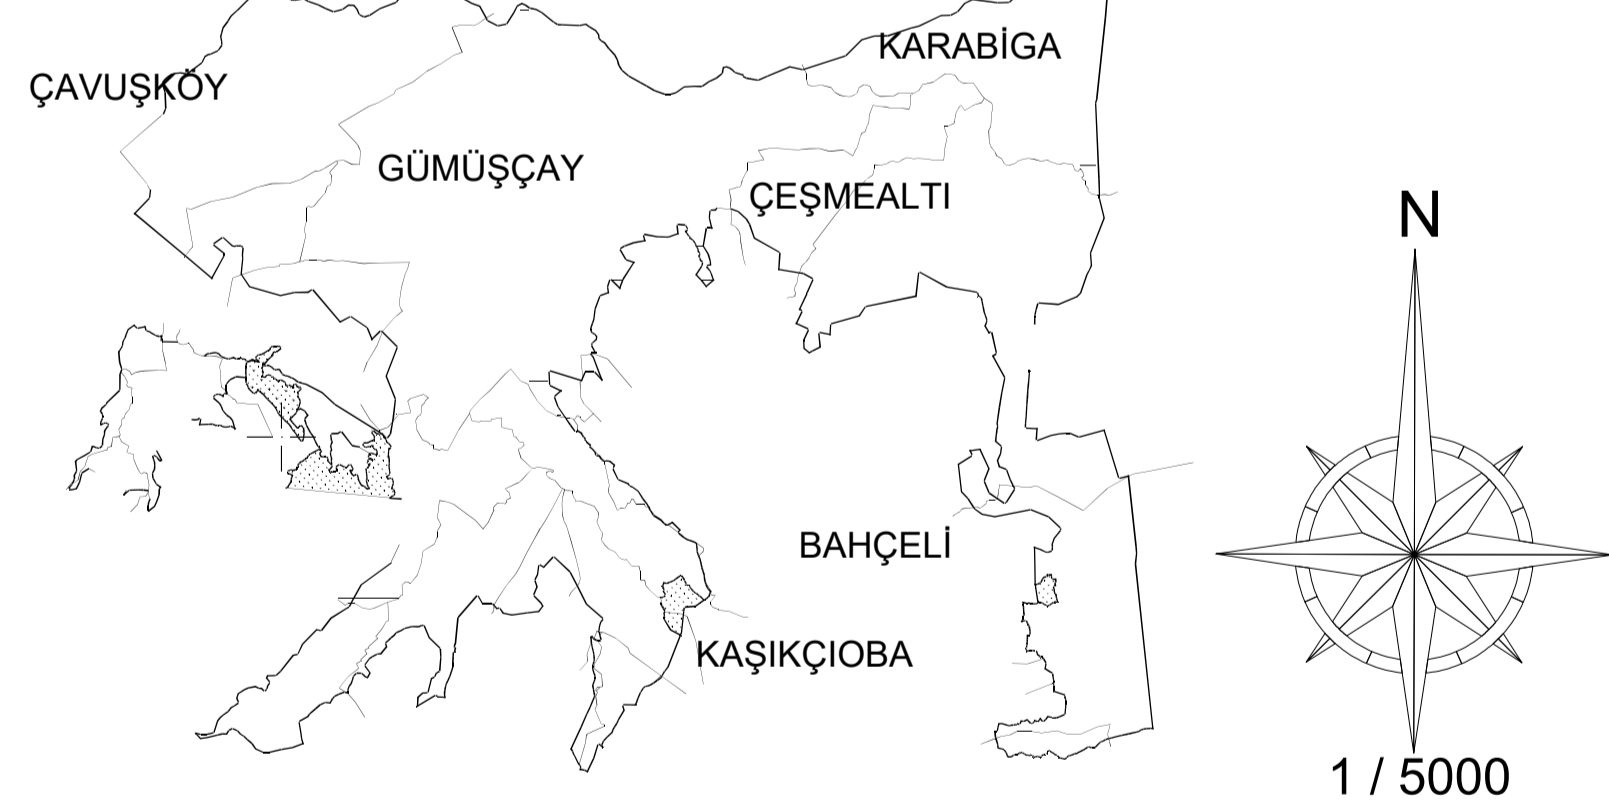 KARABİGA
ÇAVUŞKÖY
GÜMÜŞÇAY
ÇEŞMEALTI
N
BAHÇELİ
KAŞIKÇIOBA
1 / 5000